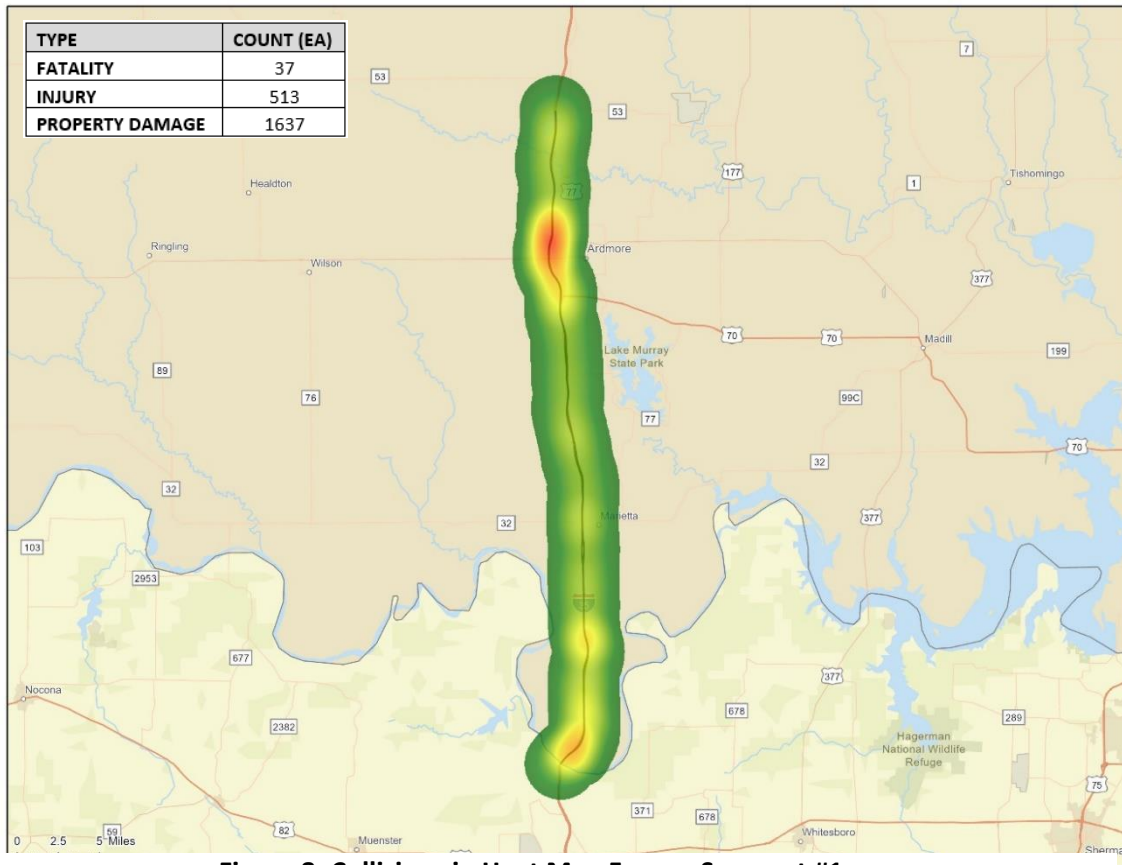 TYPE COUNT (EA)
FATALITY 37
INJURY 513
PROPERTY DAMAGE 1637
7
53
53
177
Tishomingo
1
Healdton
77
Ringling
Ardmore
Wilson
377
70
70
Madill
Lake Murray
State Park
199
89
76
99C
77
70
32
32
32
Marietta
377
103
2953
677
377
Nocona
678
289
2382
Hagerman
National Wildlife
Refuge
75
371
678
59
82
Muenster
Whitesboro
0 2.5 5 Miles